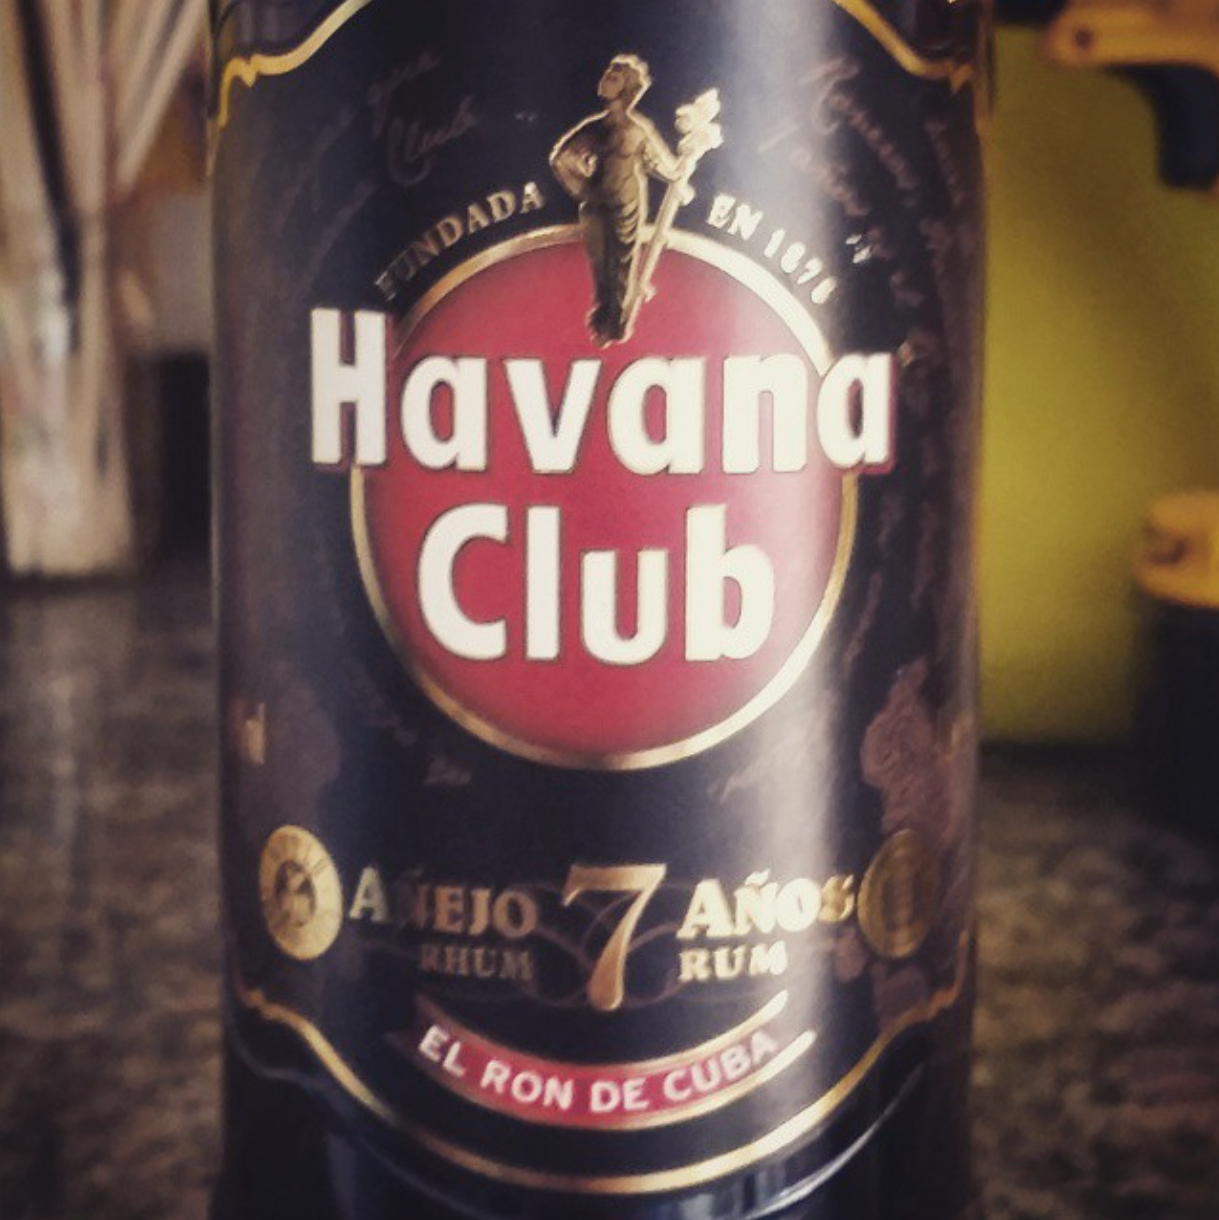 FUNDADA EN 1878
Havana
Club
AÑEJO 7 AÑOS
RHUM RUM
EL RON DE CUBA